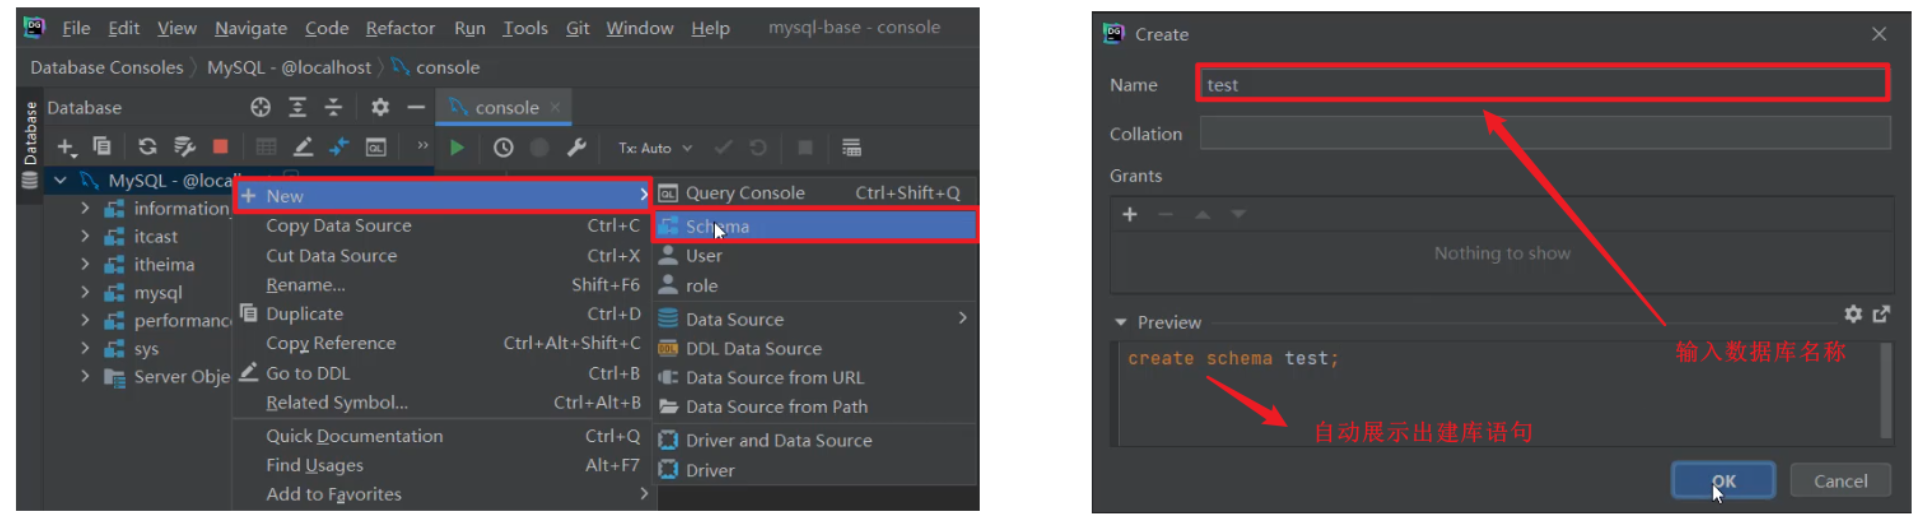 File Edit View Navigate Code Refactor Run Tools Git Window Help mysql-base - console
Database Consoles MySQL - @localhost console
Database
Database
console
Tx: Auto
MySQL - @loca
information
itcast
itheima
mysql
performanc
sys
Server Obje
New
Copy Data Source Ctrl+C
Cut Data Source Ctrl+X
Rename... Shift+F6
Duplicate Ctrl+D
Copy Reference Ctrl+Alt+Shift+C
Go to DDL Ctrl+B
Related Symbol... Ctrl+Alt+B
Quick Documentation Ctrl+Q
Find Usages Alt+F7
Add to Favorites
Query Console Ctrl+Shift+Q
Schema
User
role
Data Source
DDL Data Source
Data Source from URL
Data Source from Path
Driver and Data Source
Driver
Create
Name test
Collation
Grants
Nothing to show
Preview
create schema test;
输入数据库名称
自动展示出建库语句
OK Cancel